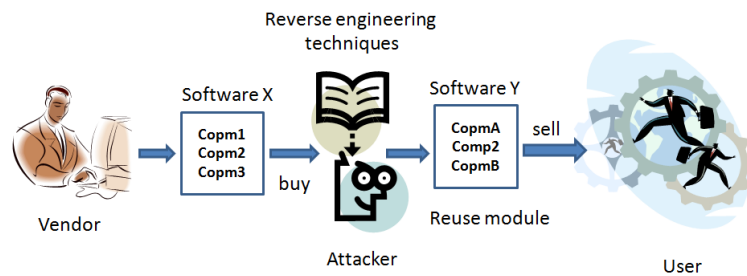 Reverse engineering
techniques
Software X
Software Y
Copm1
Copm2
Copm3
CopmA
Comp2
CopmB
sell
buy
Vendor
Reuse module
Attacker
User